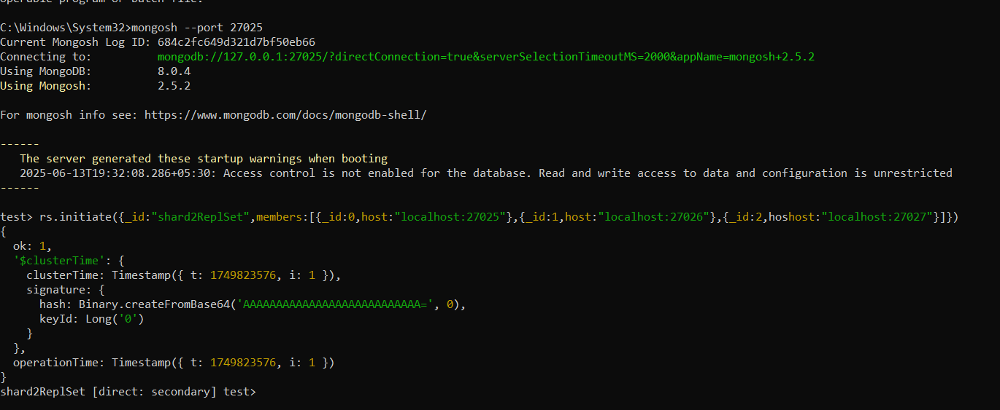 operable program or batch file.
C:\Windows\System32>mongosh --port 27025
Current Mongosh Log ID: 684c2fc649d321d7bf50eb66
Connecting to:          mongodb://127.0.0.1:27025/?directConnection=true&serverSelectionTimeoutMS=2000&appName=mongosh+2.5.2
Using MongoDB:          8.0.4
Using Mongosh:          2.5.2
For mongosh info see: https://www.mongodb.com/docs/mongodb-shell/
------
   The server generated these startup warnings when booting
   2025-06-13T19:32:08.286+05:30: Access control is not enabled for the database. Read and write access to data and configuration is unrestricted
------
test> rs.initiate({_id:"shard2ReplSet",members:[{_id:0,host:"localhost:27025"},{_id:1,host:"localhost:27026"},{_id:2,hoshost:"localhost:27027"}]})
{
  ok: 1,
  '$clusterTime': {
    clusterTime: Timestamp({ t: 1749823576, i: 1 }),
    signature: {
      hash: Binary.createFromBase64('AAAAAAAAAAAAAAAAAAAAAAAAAAA=', 0),
      keyId: Long('0')
    }
  },
  operationTime: Timestamp({ t: 1749823576, i: 1 })
}
shard2ReplSet [direct: secondary] test>